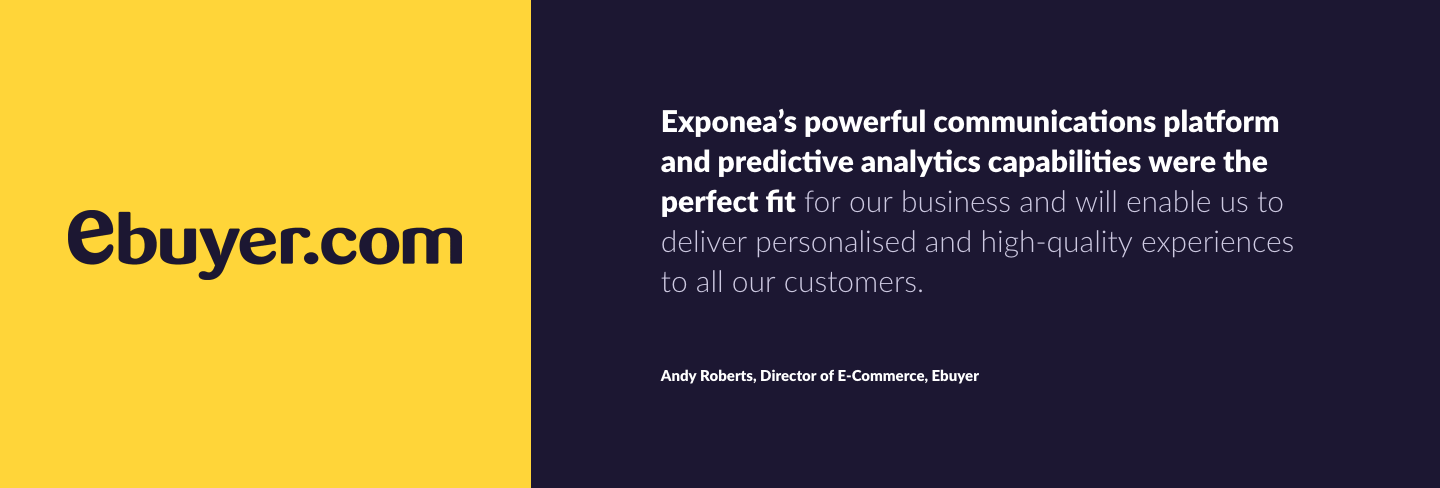 ebuyer.com
Exponea’s powerful communications platform
and predictive analytics capabilities were the
perfect fit for our business and will enable us to
deliver personalised and high-quality experiences
to all our customers.
Andy Roberts, Director of E-Commerce, Ebuyer